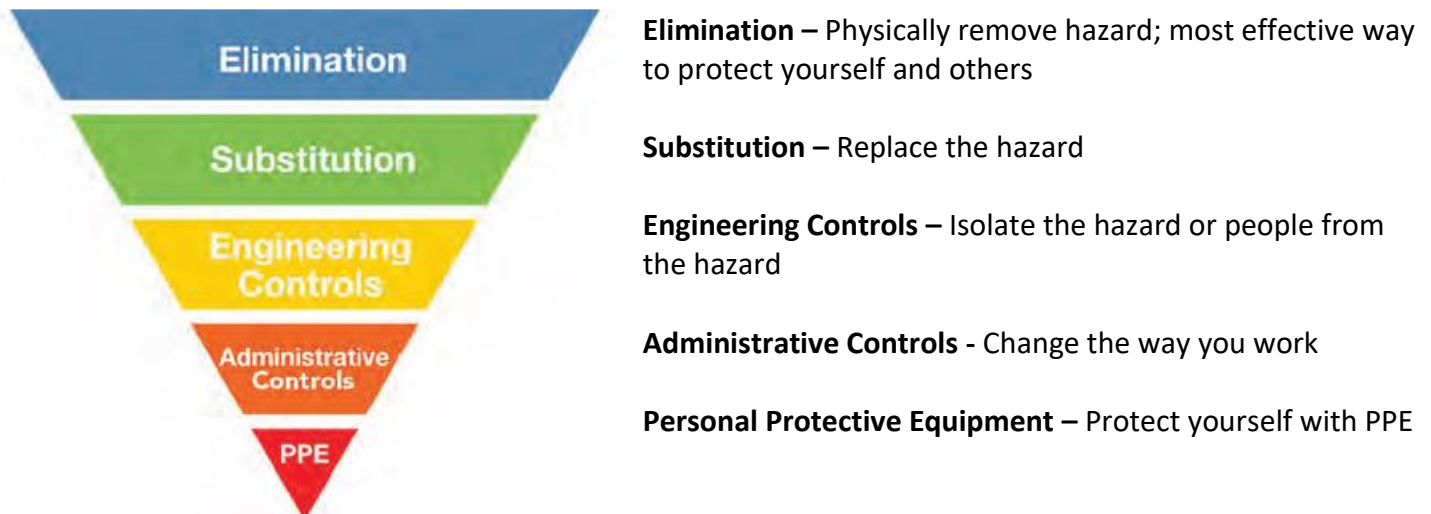 Elimination
Substitution
Engineering
Controls
Administrative
Controls
PPE
Elimination – Physically remove hazard; most effective way
to protect yourself and others
Substitution – Replace the hazard
Engineering Controls – Isolate the hazard or people from
the hazard
Administrative Controls - Change the way you work
Personal Protective Equipment – Protect yourself with PPE